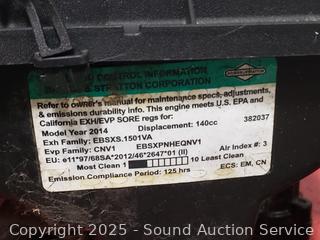 CONTROL INFORMATION
& STRATTON CORPORATION
Refer to owner's manual for maintenance specs, adjustments,
& emissions durability info. This engine meets U.S. EPA and
California EXH/EVP SORE regs for:
382037
Model Year 2014 Displacement: 140cc
Exh Family: EBSXS.1501VA
Evp Family: CNV1 EBSXPNHEQNV1
EU: e11*97/68SA*2012/46*2647*01 (II) Air Index #: 3
Most Clean 1 10 Least Clean
Emission Compliance Period: 125 hrs ECS: EM, CN
Copyright 2025 - Sound Auction Service